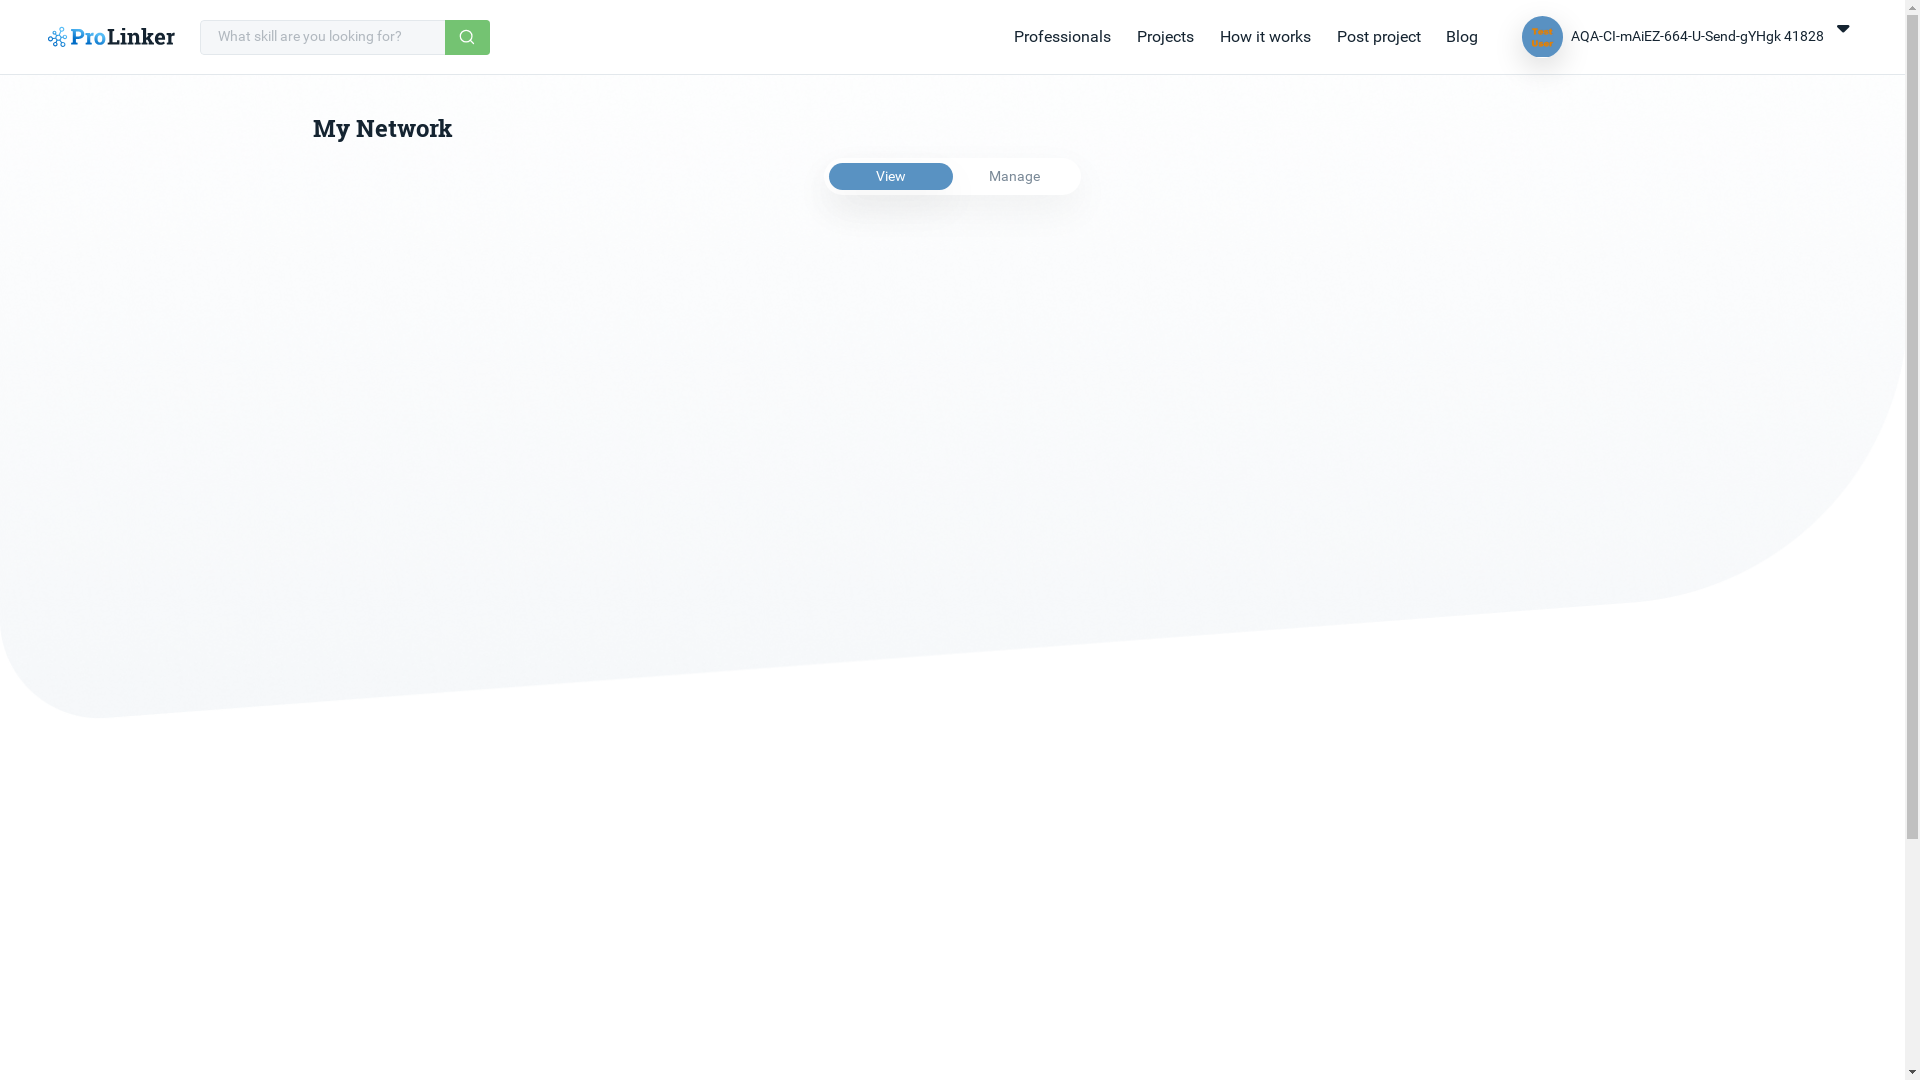 ProLinker
What skill are you looking for?
Professionals
Projects
How it works
Post project
Blog
Test
User
AQA-CI-mAiEZ-664-U-Send-gYHgk 41828
My Network
View
Manage